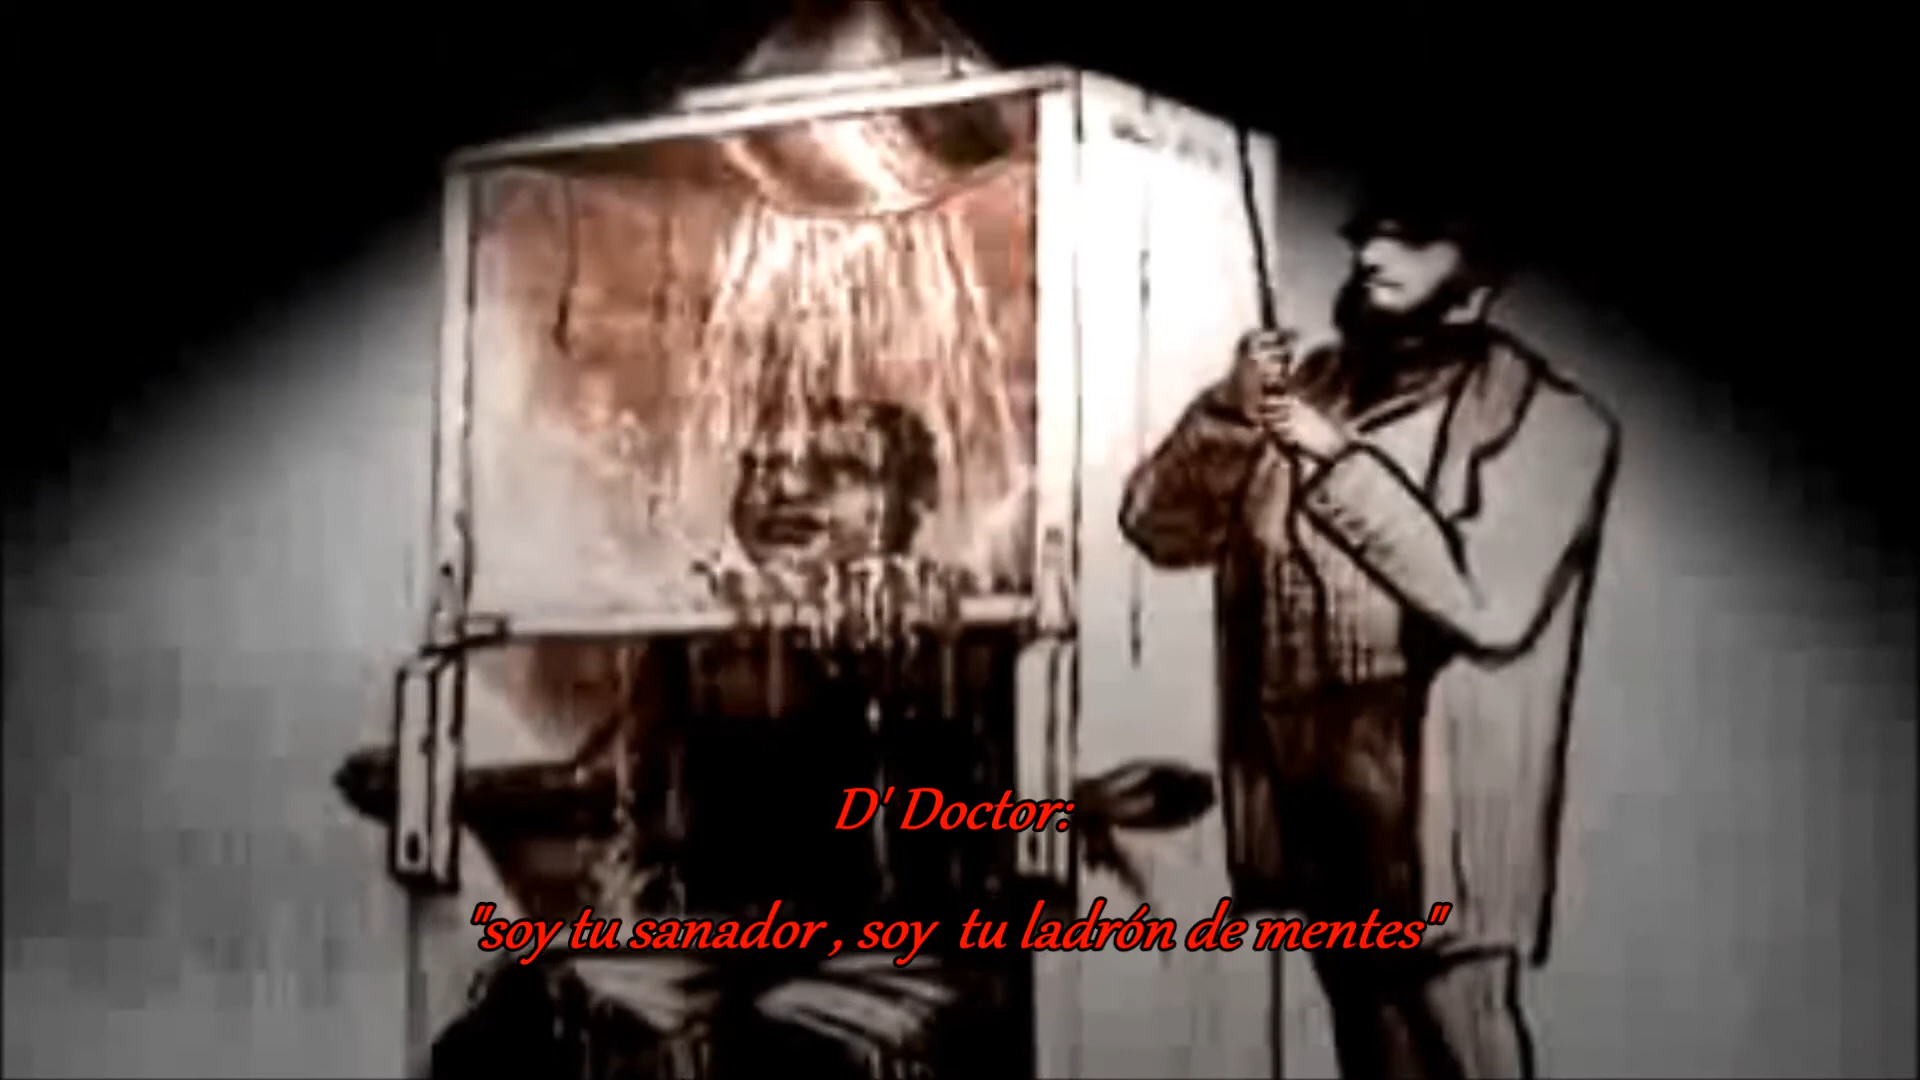 D' Doctor:
"soy tu sanador , soy  tu ladrón de mentes"